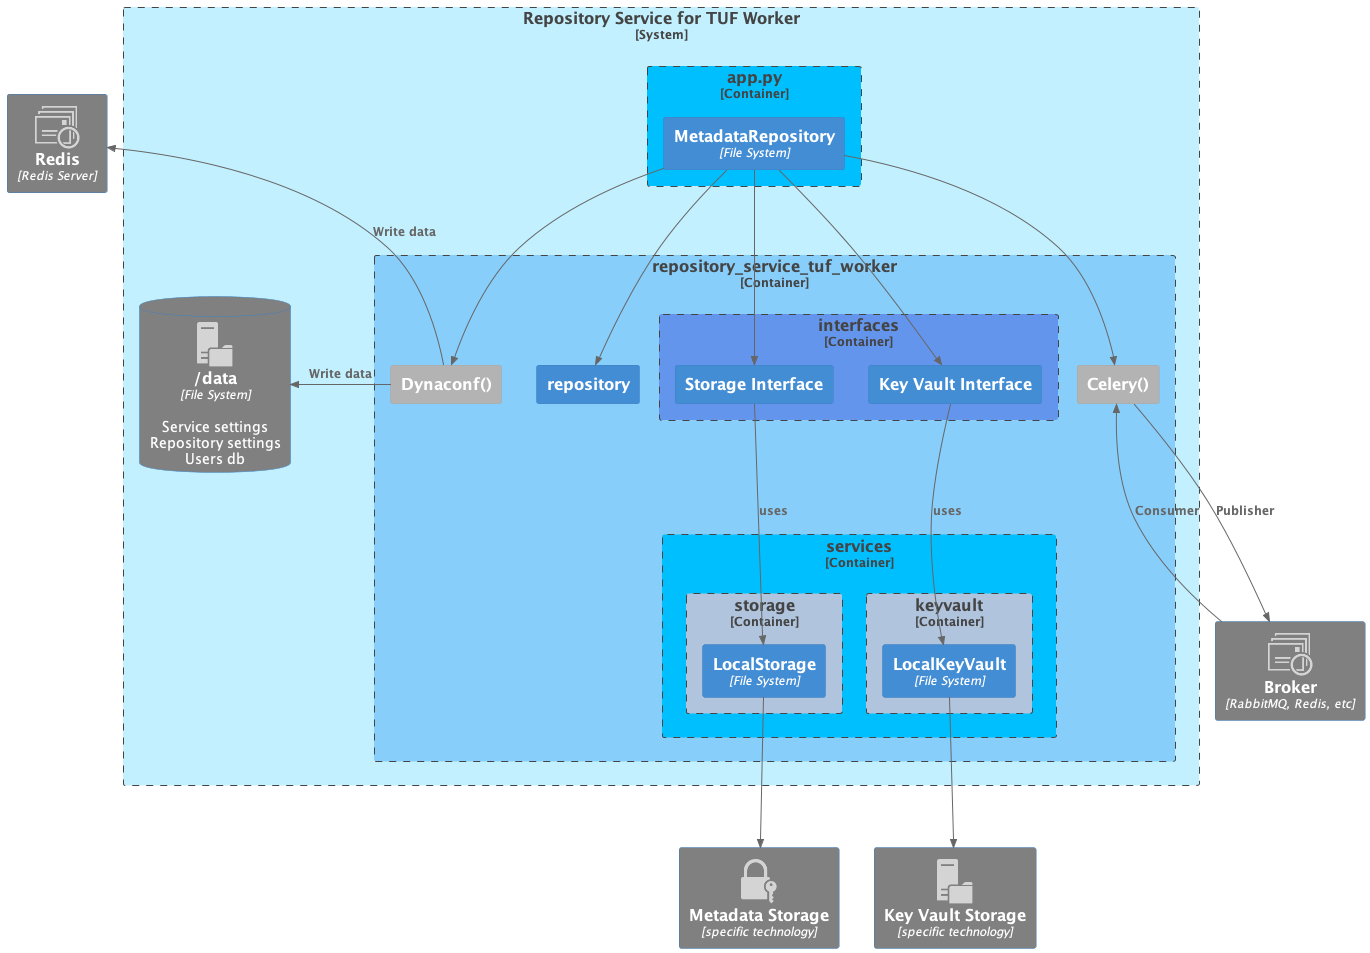 Repository Service for TUF Worker
[System]
app.py
[Container]
MetadataRepository
[File System]
Redis
[Redis Server]
Write data
repository_service_tuf_worker
[Container]
interfaces
[Container]
/data
[File System]
Service settings
Repository settings
Users db
Write data
Dynaconf()
repository
Storage Interface
Key Vault Interface
Celery()
uses
uses
Consumer
Publisher
services
[Container]
storage
[Container]
keyvault
[Container]
LocalStorage
[File System]
LocalKeyVault
[File System]
Broker
[RabbitMQ, Redis, etc]
Metadata Storage
[specific technology]
Key Vault Storage
[specific technology]